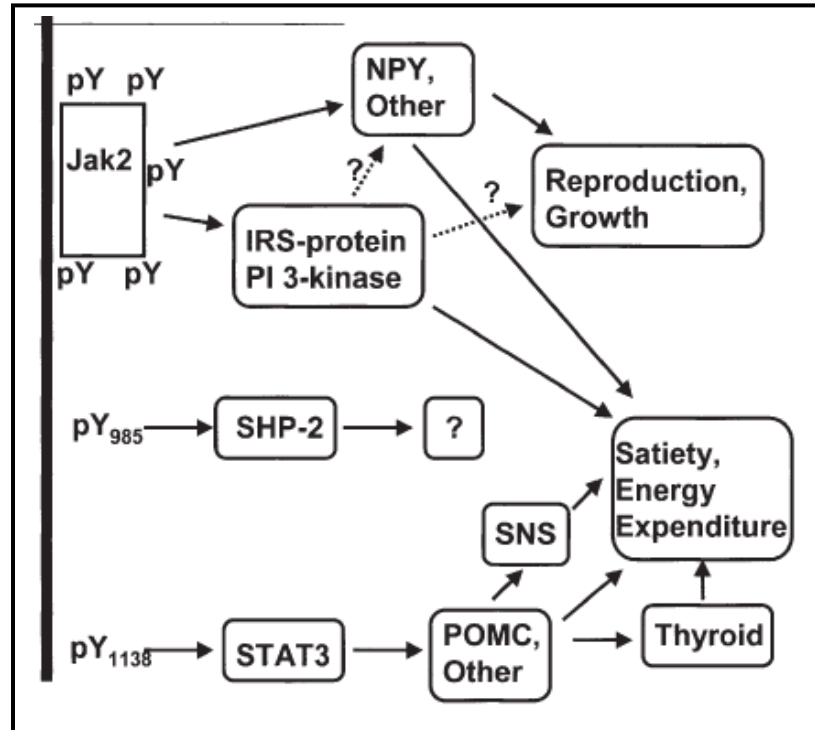 pY pY
Jak2
pY
pY pY
NPY,
Other
?
?
Reproduction,
Growth
IRS-protein
PI 3-kinase
pY985
SHP-2
?
Satiety,
Energy
Expenditure
SNS
pY1138
STAT3
POMC,
Other
Thyroid